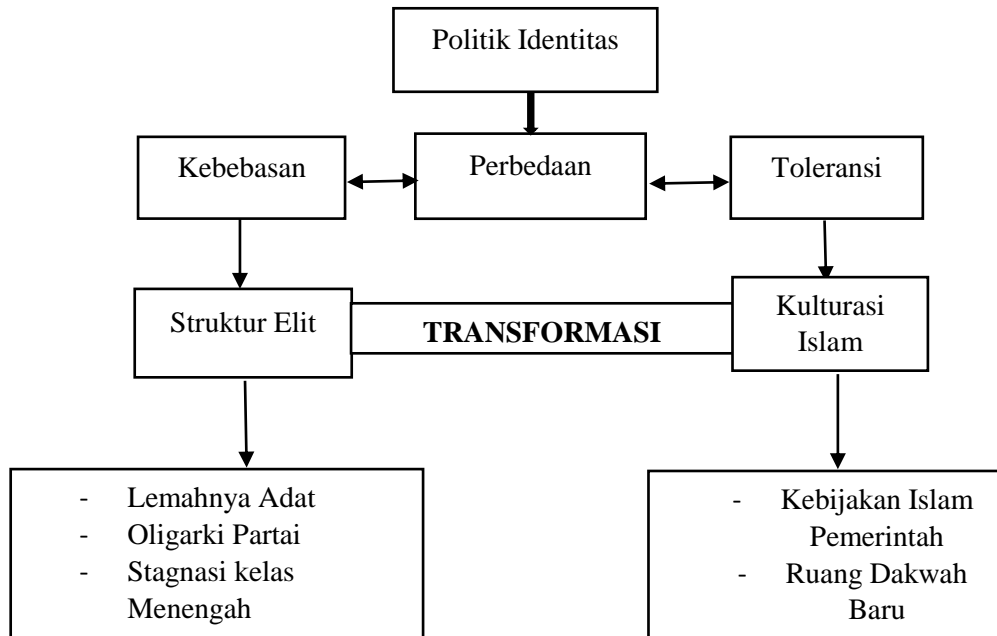 Politik Identitas
Kebebasan
Perbedaan
Toleransi
Struktur Elit
TRANSFORMASI
Kulturasi
Islam
- Lemahnya Adat
- Oligarki Partai
- Stagnasi kelas
Menengah
- Kebijakan Islam
Pemerintah
- Ruang Dakwah
Baru